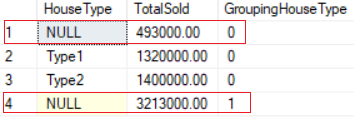 HouseType TotalSold GroupingHouseType
1 NULL 493000.00 0
2 Type1 1320000.00 0
3 Type2 1400000.00 0
4 NULL 3213000.00 1